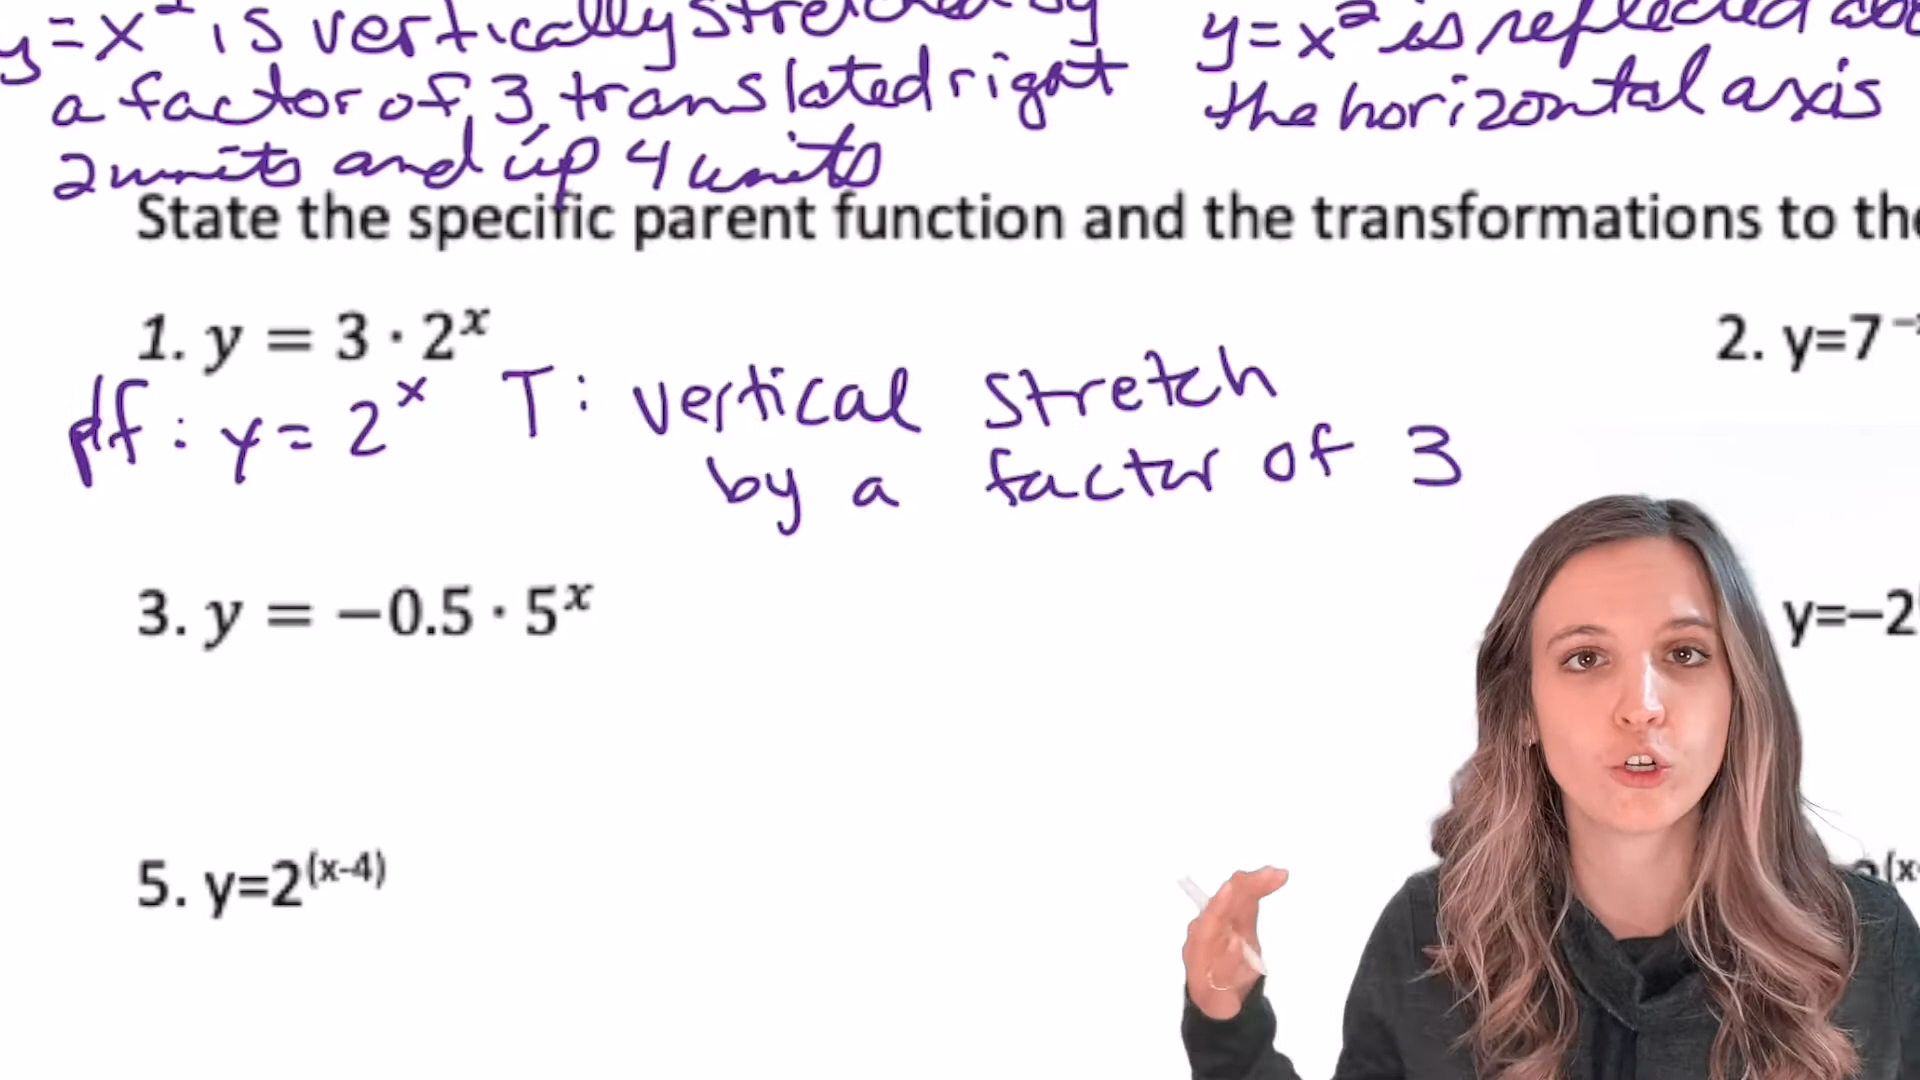 y=x² is vertically stretched by
a factor of 3, translated right
2 units and up 4 units
y=x² is reflected
the horizontal axis
State the specific parent function and the transformations to
1. y = 3 · 2ˣ
2. y=7⁻
pf: y = 2ˣ T: vertical stretch
by a factor of 3
3. y = −0.5 · 5ˣ
y=−2
5. y=2⁽ˣ⁻⁴⁾
(x